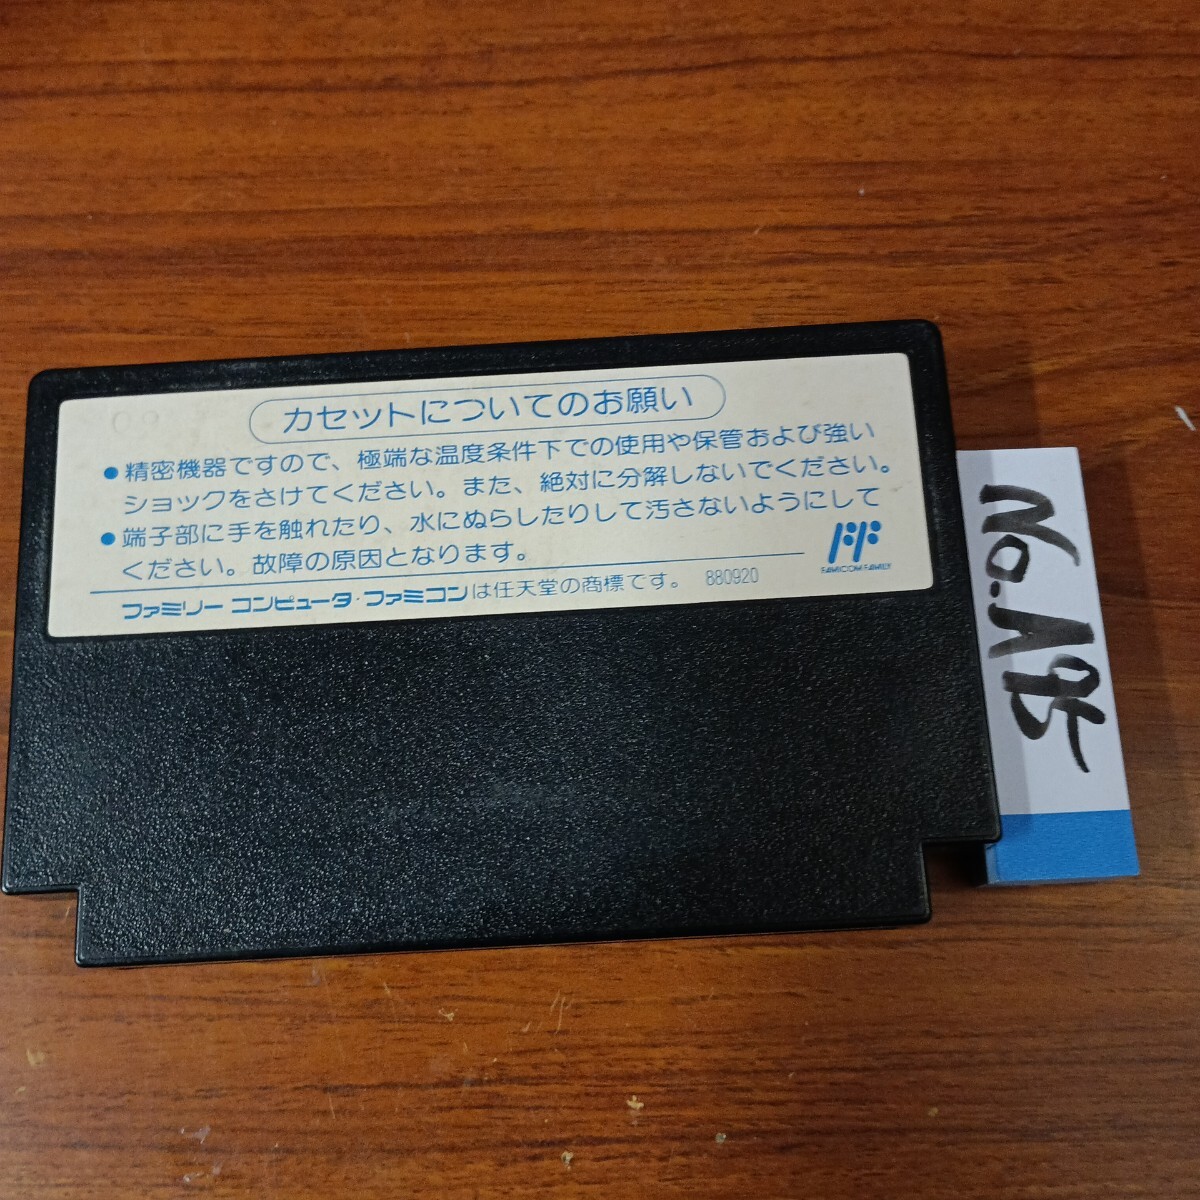 カセットについてのお願い
●精密機器ですので、極端な温度条件下での使用や保管および強い
ショックをさけてください。また、絶対に分解しないでください。
●端子部に手を触れたり、水にぬらしたりして汚さないようにして
ください。故障の原因となります。
FF
FAMICOM FAMILY
ファミリー コンピュータ・ファミコンは任天堂の商標です。 880920
No.A95